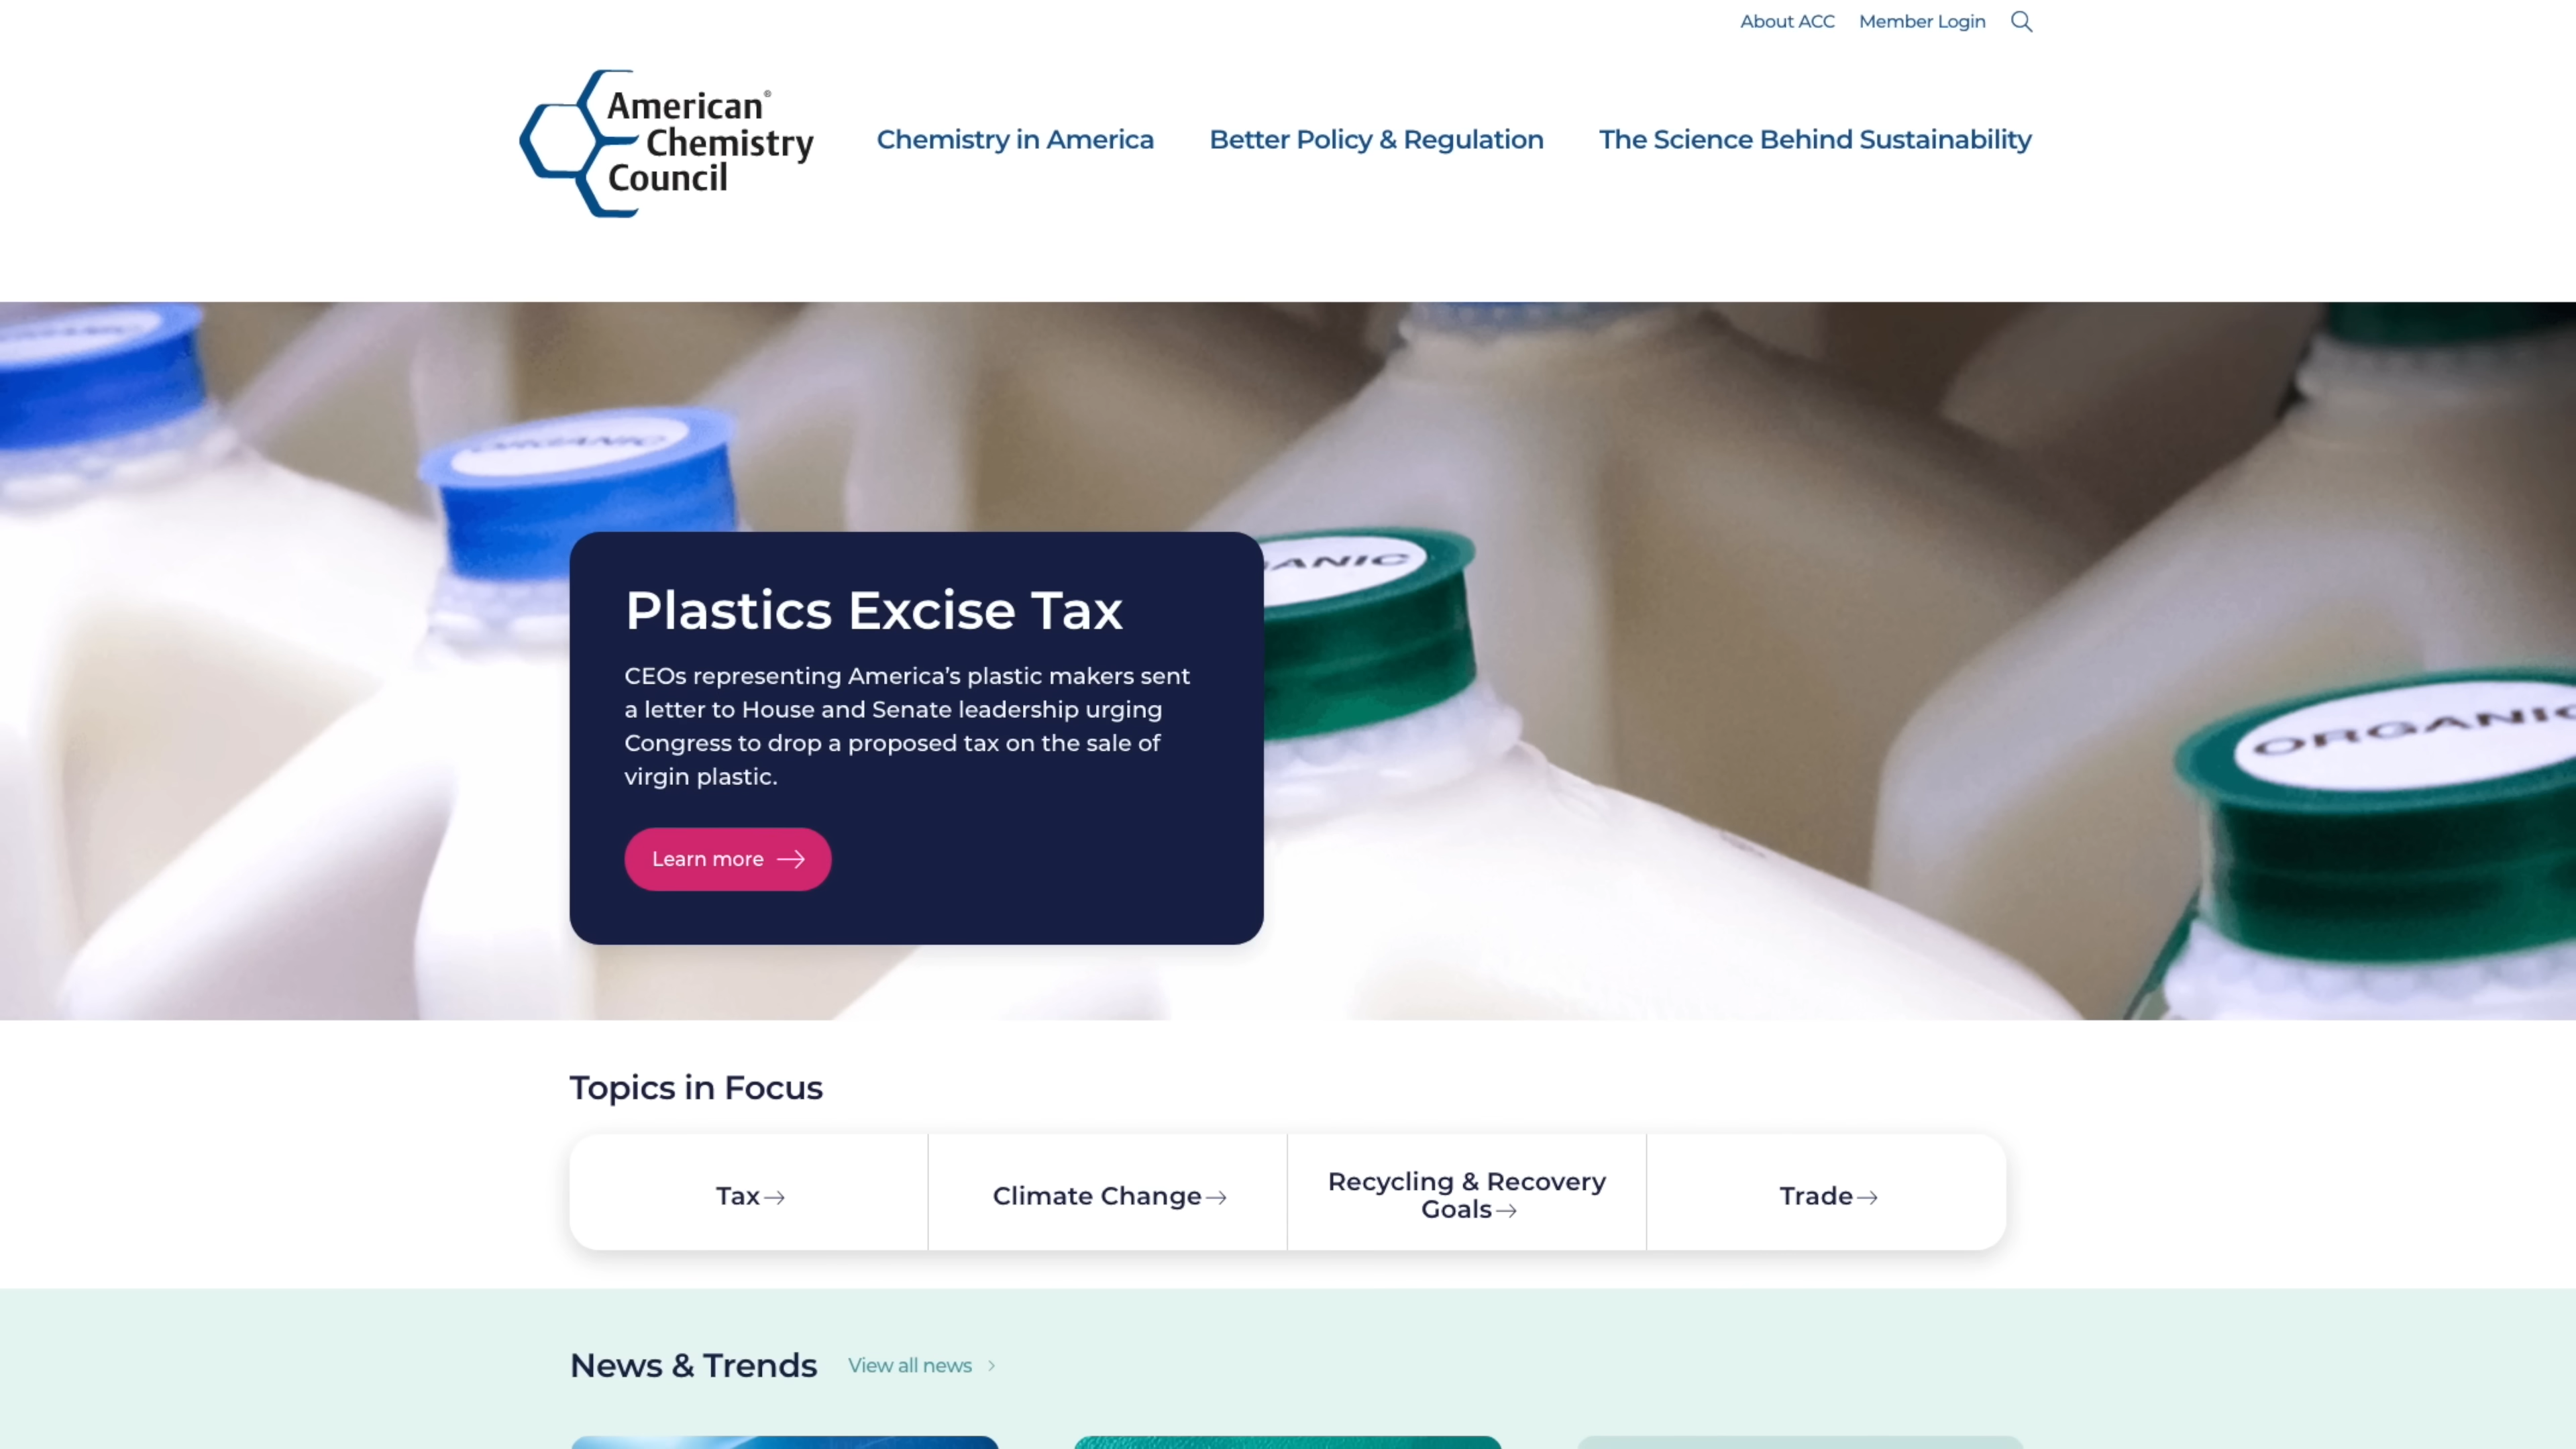 About ACC Member Login
American®
Chemistry
Council
Chemistry in America Better Policy & Regulation The Science Behind Sustainability
ORGANIC
ANIC
ORGANIC
Plastics Excise Tax
CEOs representing America’s plastic makers sent
a letter to House and Senate leadership urging
Congress to drop a proposed tax on the sale of
virgin plastic.
Learn more →
Topics in Focus
Tax→
Climate Change→
Recycling & Recovery
Goals→
Trade→
News & Trends View all news >